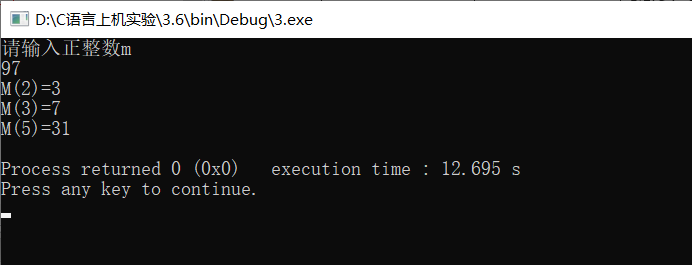 D:\C语言上机实验\3.6\bin\Debug\3.exe
请输入正整数m
97
M(2)=3
M(3)=7
M(5)=31
Process returned 0 (0x0)   execution time : 12.695 s
Press any key to continue.